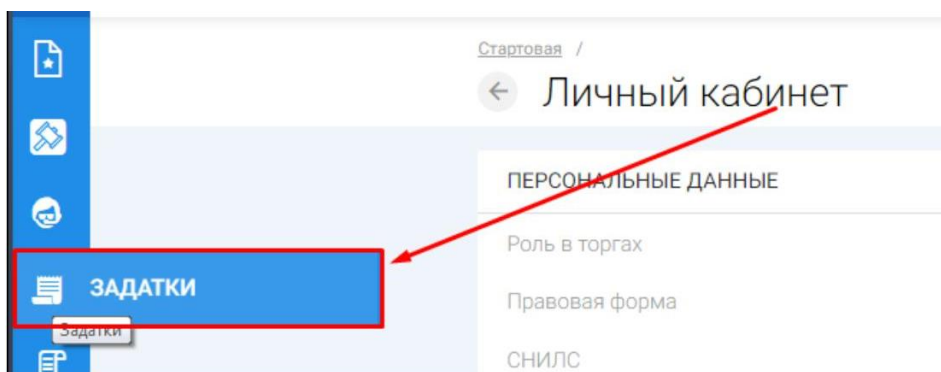 Стартовая /
Личный кабинет
ПЕРСОНАЛЬНЫЕ ДАННЫЕ
Роль в торгах
ЗАДАТКИ
Правовая форма
Задатки
СНИЛС